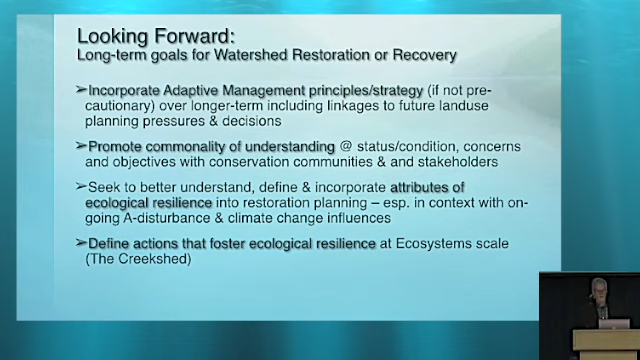 Looking Forward:
Long-term goals for Watershed Restoration or Recovery
➢Incorporate Adaptive Management principles/strategy (if not pre-
cautionary) over longer-term including linkages to future landuse
planning pressures & decisions
➢Promote commonality of understanding @ status/condition, concerns
and objectives with conservation communities & and stakeholders
➢Seek to better understand, define & incorporate attributes of
ecological resilience into restoration planning – esp. in context with on-
going A-disturbance & climate change influences
➢Define actions that foster ecological resilience at Ecosystems scale
(The Creekshed)